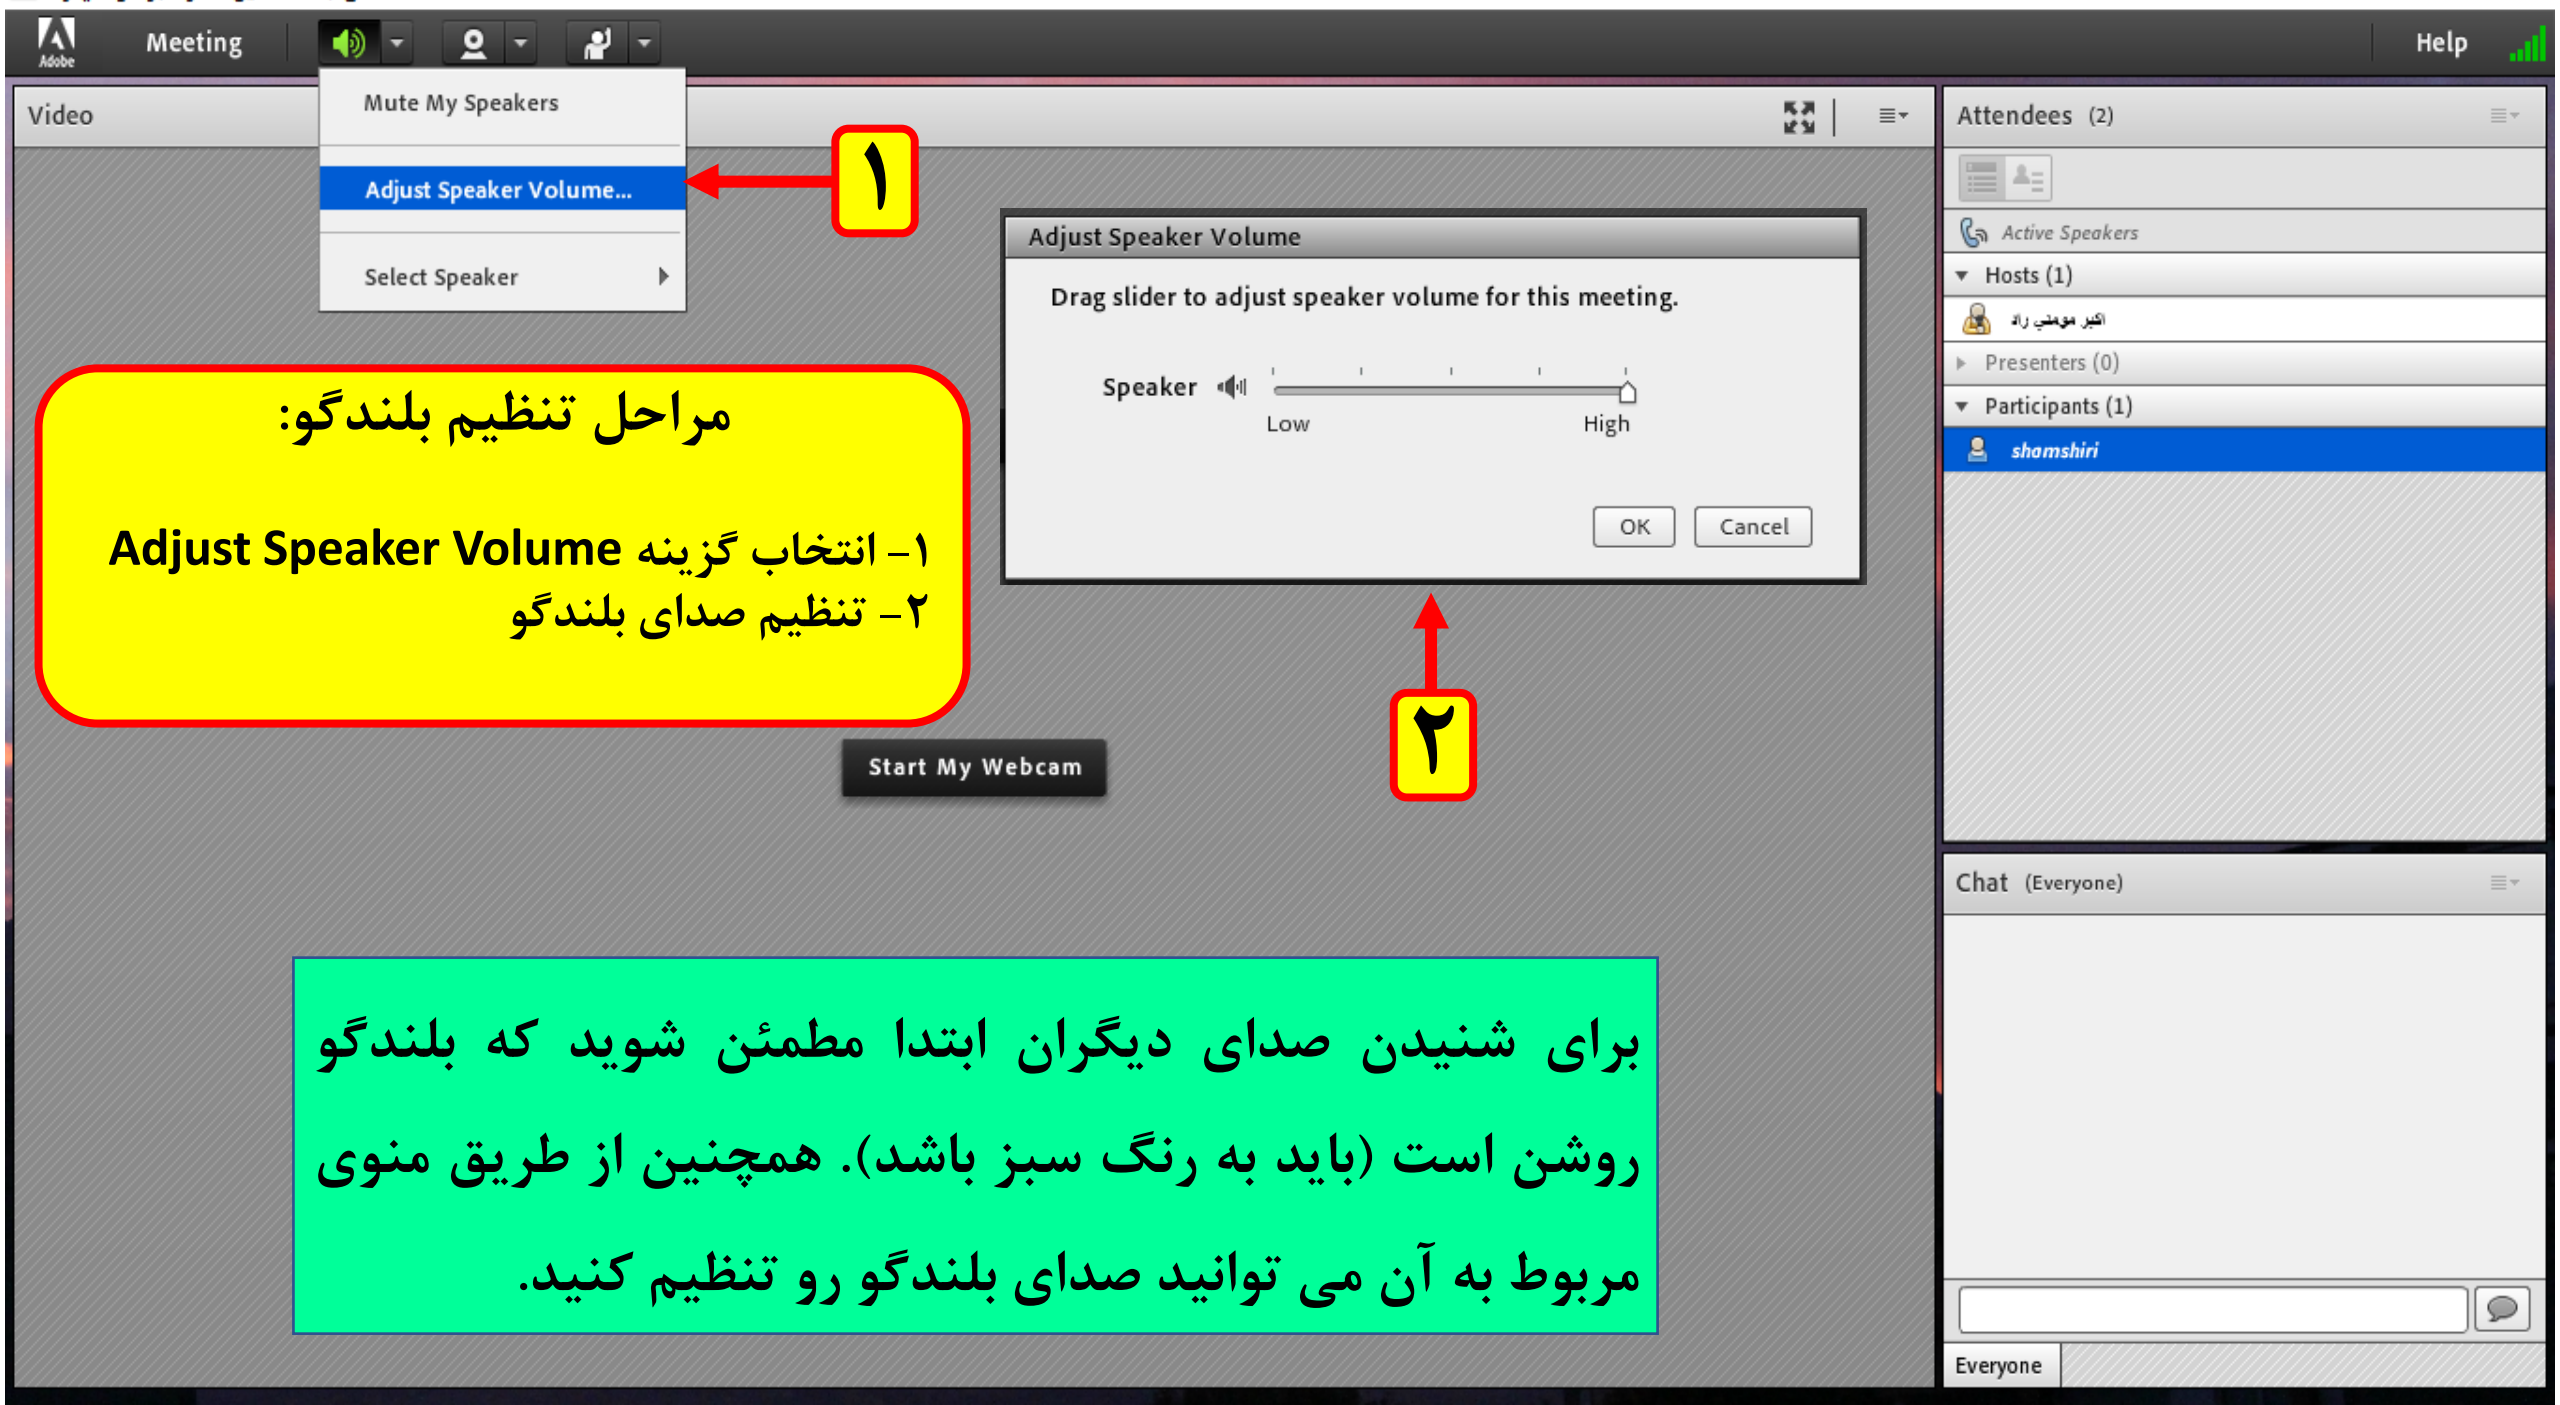 Adobe
Meeting
Help
Mute My Speakers
Adjust Speaker Volume...
Select Speaker
Video
۱
Adjust Speaker Volume
Drag slider to adjust speaker volume for this meeting.
Speaker
Low
High
OK
Cancel
۲
مراحل تنظیم بلندگو:
۱- انتخاب گزینه Adjust Speaker Volume
۲- تنظیم صدای بلندگو
Start My Webcam
برای شنیدن صدای دیگران ابتدا مطمئن شوید که بلندگو
روشن است (باید به رنگ سبز باشد). همچنین از طریق منوی
مربوط به آن می توانید صدای بلندگو رو تنظیم کنید.
Attendees (2)
Active Speakers
Hosts (1)
اکبر مومني راد
Presenters (0)
Participants (1)
shamshiri
Chat (Everyone)
Everyone